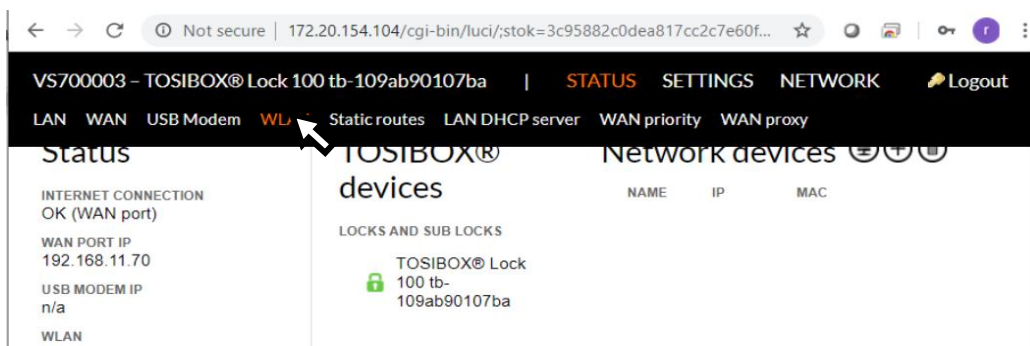 Not secure | 172.20.154.104/cgi-bin/luci/;stok=3c95882c0dea817cc2c7e60f...
r
VS700003 – TOSIBOX® Lock 100 tb-109ab90107ba | STATUS SETTINGS NETWORK Logout
LAN WAN USB Modem Static routes LAN DHCP server WAN priority WAN proxy
Status
INTERNET CONNECTION
OK (WAN port)
WAN PORT IP
192.168.11.70
USB MODEM IP
n/a
WLAN
TOSIBOX®
devices
LOCKS AND SUB LOCKS
TOSIBOX® Lock
100 tb-
109ab90107ba
Network devices
NAME IP MAC